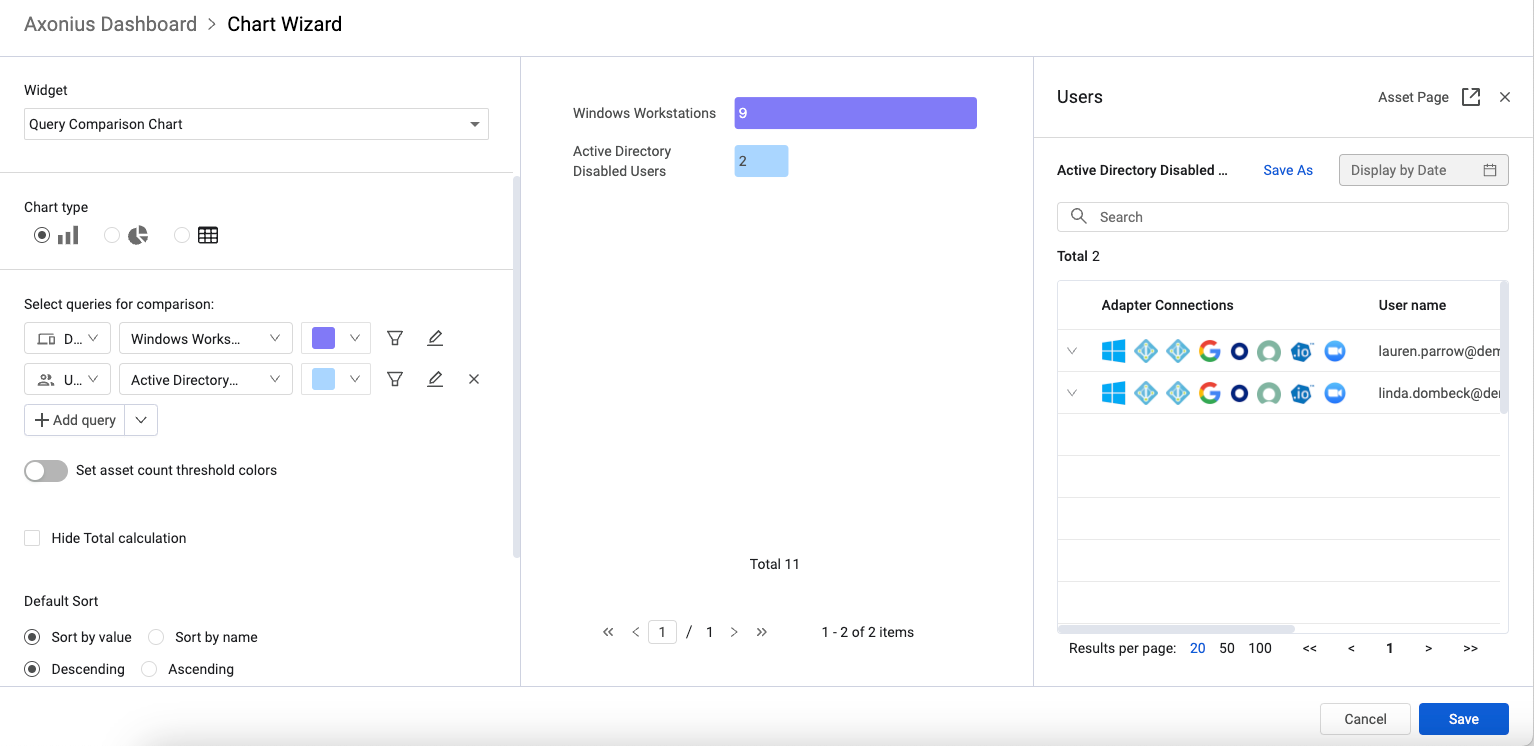 Axonius Dashboard > Chart Wizard
Widget
Query Comparison Chart
Chart type
Select queries for comparison:
D... Windows Works...
U... Active Directory...
Add query
Set asset count threshold colors
Hide Total calculation
Default Sort
Sort by value Sort by name
Descending Ascending
Windows Workstations 9
Active Directory
Disabled Users 2
Total 11
<< < 1 / 1 > >> 1 - 2 of 2 items
Users Asset Page
Active Directory Disabled ... Save As Display by Date
Search
Total 2
Adapter Connections User name
.io lauren.parrow@dem
.io linda.dombeck@de
Results per page: 20 50 100 << < 1 > >>
Cancel Save